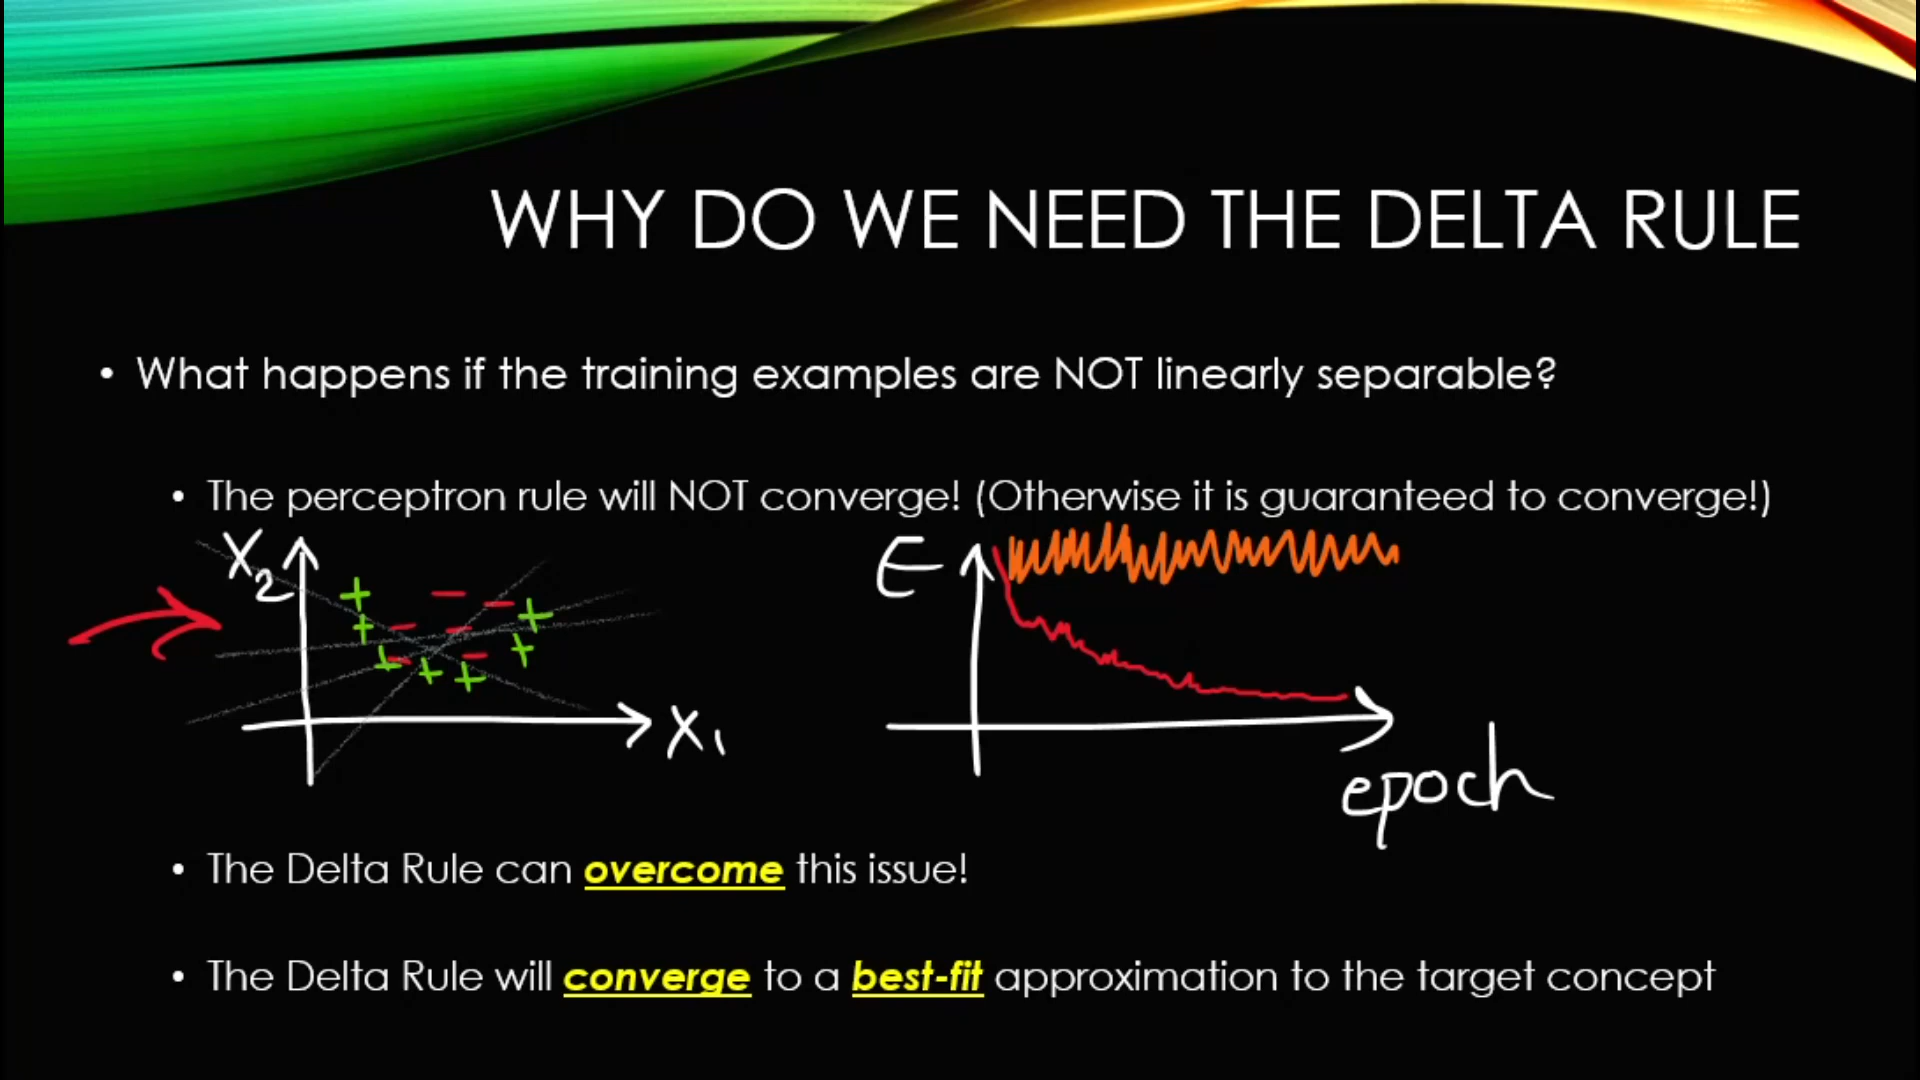 WHY DO WE NEED THE DELTA RULE
• What happens if the training examples are NOT linearly separable?
• The perceptron rule will NOT converge! (Otherwise it is guaranteed to converge!)
X2
X1
E
epoch
• The Delta Rule can overcome this issue!
• The Delta Rule will converge to a best-fit approximation to the target concept